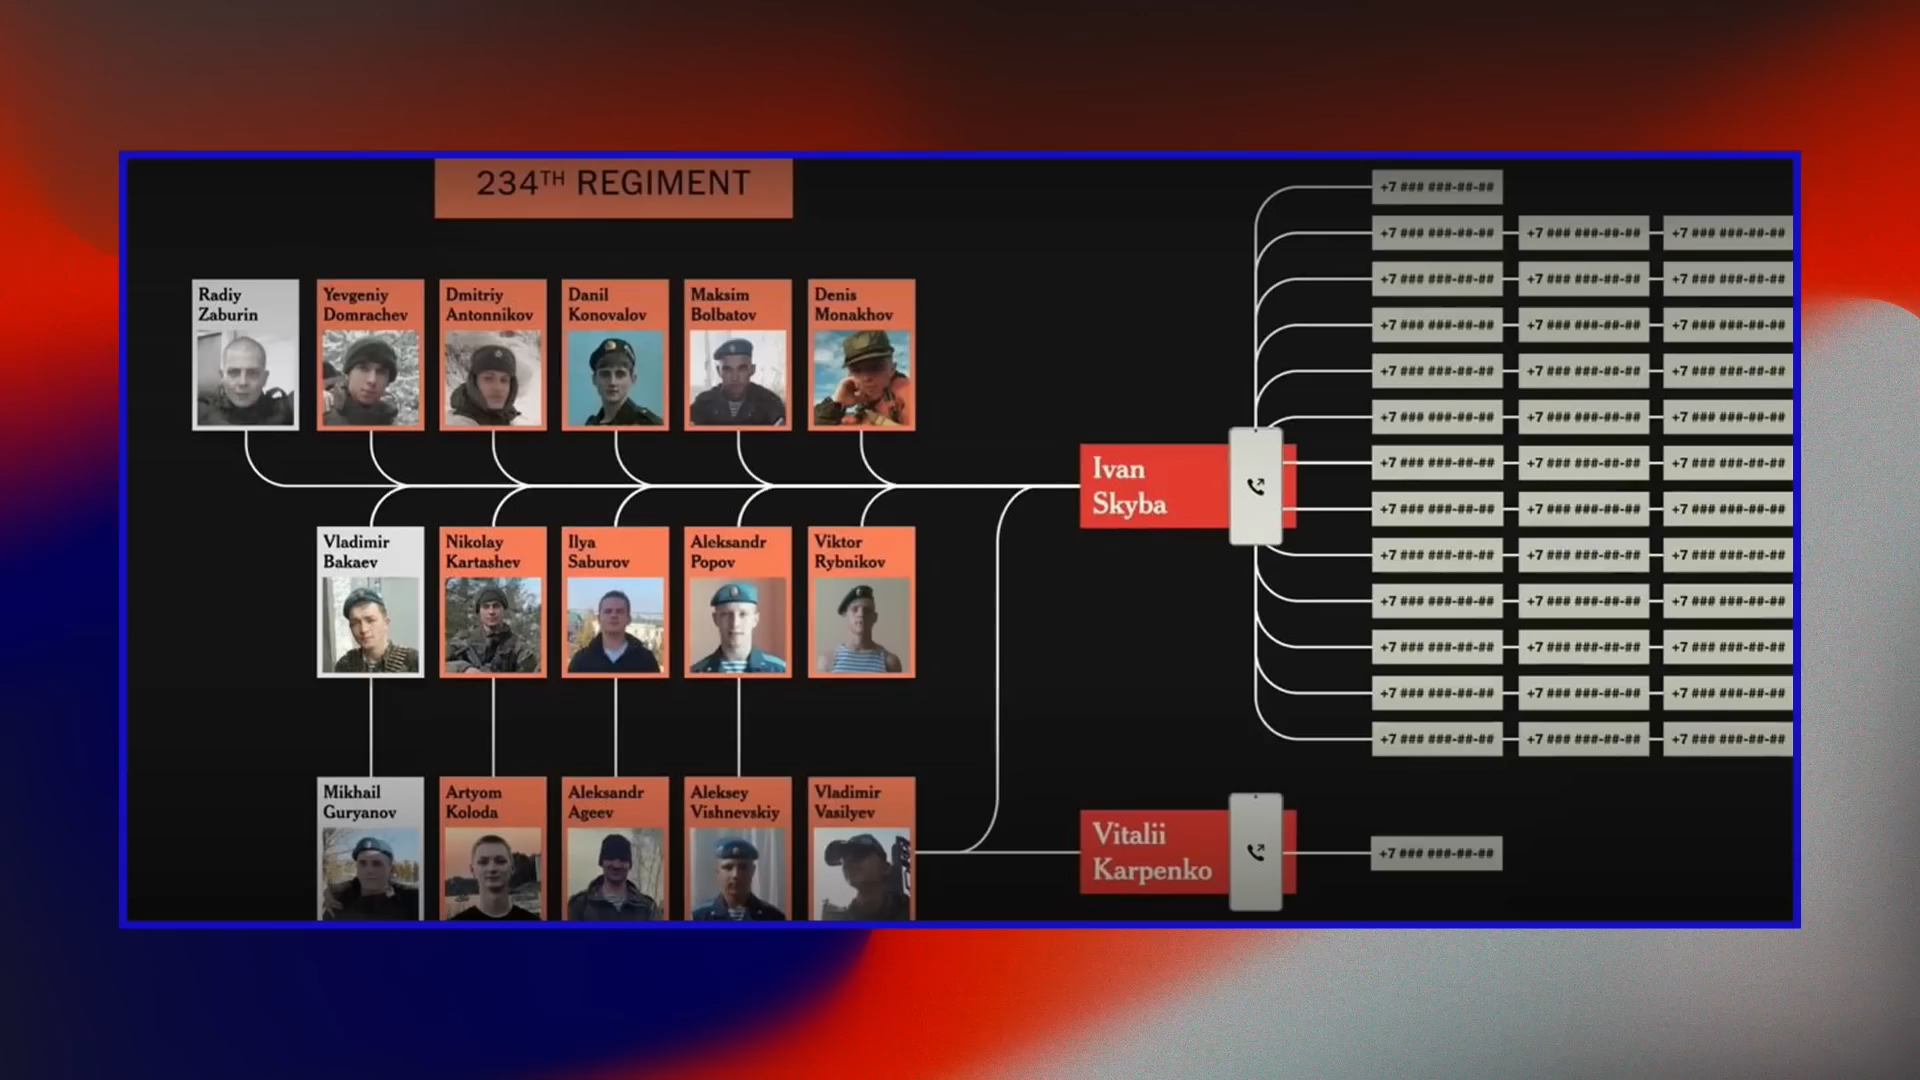 234TH REGIMENT
Radiy
Zaburin
Yevgeniy
Domrachev
Dmitriy
Antonnikov
Danil
Konovalov
Maksim
Bolbatov
Denis
Monakhov
Vladimir
Bakaev
Nikolay
Kartashev
Ilya
Saburov
Aleksandr
Popov
Viktor
Rybnikov
Mikhail
Guryanov
Artyom
Koloda
Aleksandr
Ageev
Aleksey
Vishnevskiy
Vladimir
Vasilyev
Ivan
Skyba
Vitalii
Karpenko
+7 ### ###-##-##
+7 ### ###-##-## +7 ### ###-##-## +7 ### ###-##-##
+7 ### ###-##-## +7 ### ###-##-## +7 ### ###-##-##
+7 ### ###-##-## +7 ### ###-##-## +7 ### ###-##-##
+7 ### ###-##-## +7 ### ###-##-## +7 ### ###-##-##
+7 ### ###-##-## +7 ### ###-##-## +7 ### ###-##-##
+7 ### ###-##-## +7 ### ###-##-## +7 ### ###-##-##
+7 ### ###-##-## +7 ### ###-##-## +7 ### ###-##-##
+7 ### ###-##-## +7 ### ###-##-## +7 ### ###-##-##
+7 ### ###-##-## +7 ### ###-##-## +7 ### ###-##-##
+7 ### ###-##-## +7 ### ###-##-## +7 ### ###-##-##
+7 ### ###-##-## +7 ### ###-##-## +7 ### ###-##-##
+7 ### ###-##-## +7 ### ###-##-## +7 ### ###-##-##
+7 ### ###-##-##